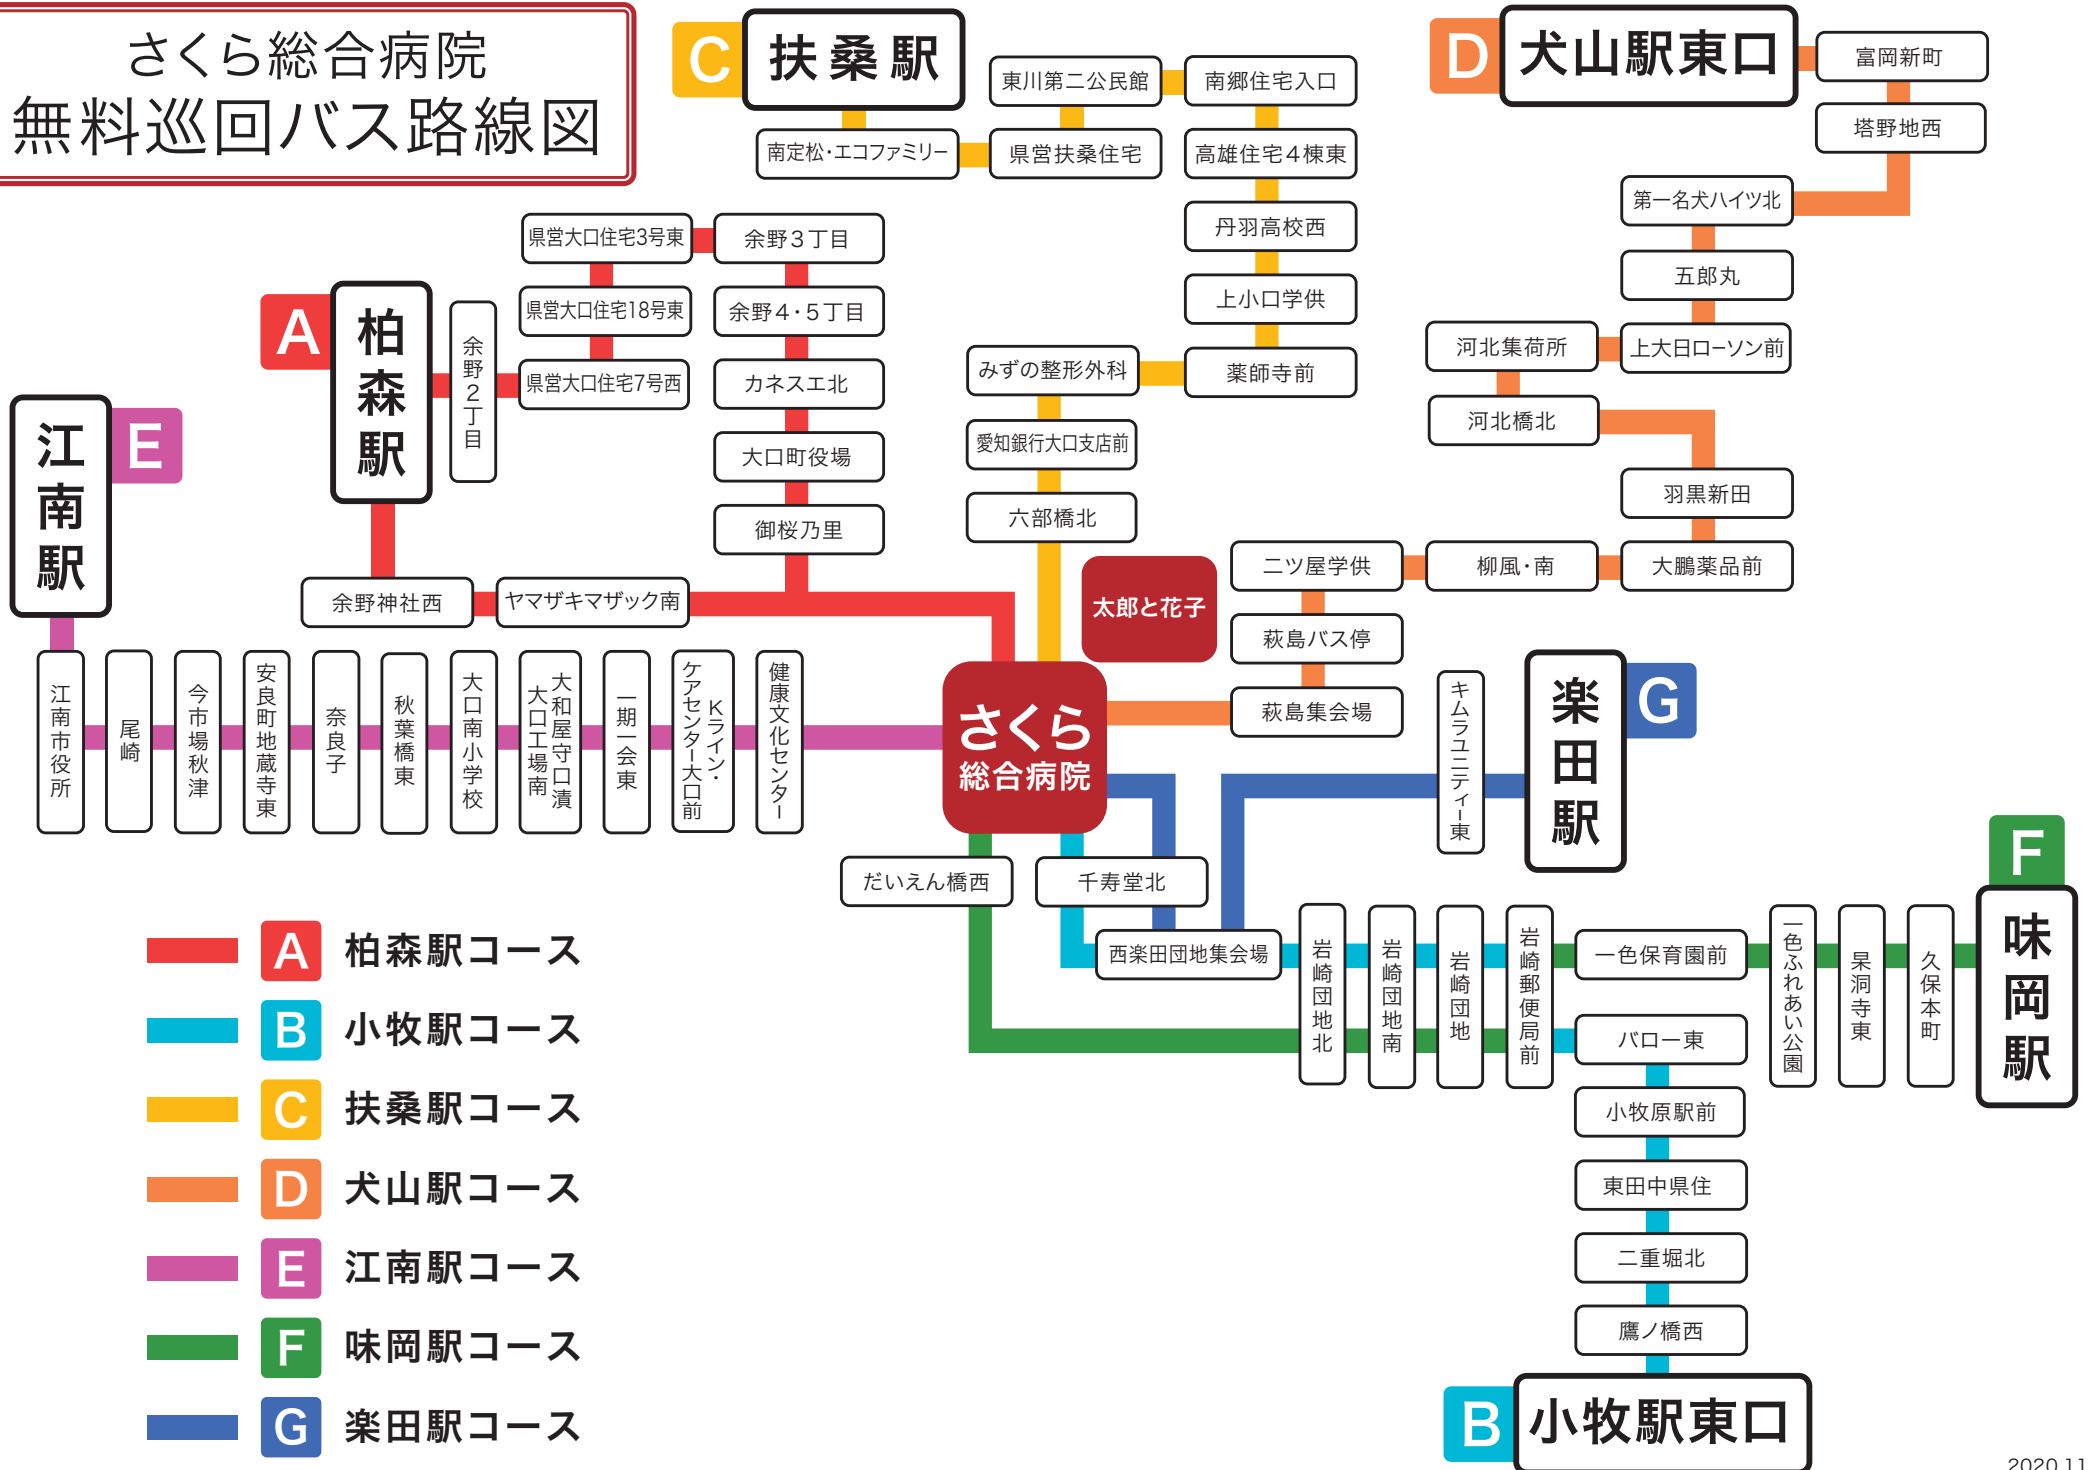 さくら総合病院
無料巡回バス路線図
C 扶桑駅
南定松・エコファミリー
県営扶桑住宅
東川第二公民館
南郷住宅入口
高雄住宅4棟東
丹羽高校西
上小口学供
薬師寺前
みずの整形外科
愛知銀行大口支店前
六部橋北
D 犬山駅東口
富岡新町
塔野地西
第一名犬ハイツ北
五郎丸
上大日ローソン前
河北集荷所
河北橋北
羽黒新田
大鵬薬品前
柳風・南
二ツ屋学供
萩島バス停
萩島集会場
A 柏森駅
余野2丁目
県営大口住宅7号西
県営大口住宅18号東
県営大口住宅3号東
余野3丁目
余野4・5丁目
カネスエ北
大口町役場
御桜乃里
余野神社西
ヤマザキマザック南
江南駅 E
江南市役所
尾崎
今市場秋津
安良町地蔵寺東
奈良子
秋葉橋東
大口南小学校
大和屋守口漬
大口工場南
一期一会東
Kライン・
ケアセンター大口前
健康文化センター
太郎と花子
さくら
総合病院
楽田駅 G
キムラユニティー東
だいえん橋西
千寿堂北
西楽田団地集会場
岩崎団地北
岩崎団地南
岩崎団地
岩崎郵便局前
一色保育園前
一色ふれあい公園
杲洞寺東
久保本町
F
味岡駅
バロー東
小牧原駅前
東田中県住
二重堀北
鷹ノ橋西
B 小牧駅東口
A 柏森駅コース
B 小牧駅コース
C 扶桑駅コース
D 犬山駅コース
E 江南駅コース
F 味岡駅コース
G 楽田駅コース
2020.11